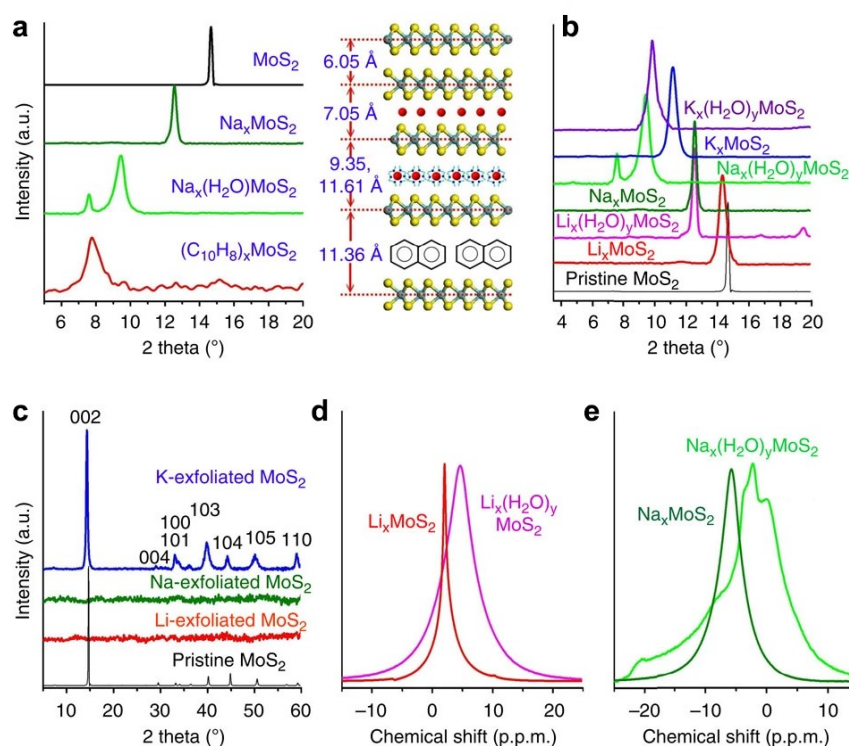 a
Intensity (a.u.)
MoS2
NaxMoS2
Nax(H2O)MoS2
(C10H8)xMoS2
5 8 10 12 14 16 18 20
2 theta (°)
6.05 Å
7.05 Å
9.35,
11.61 Å
11.36 Å
b
Kx(H2O)yMoS2
KxMoS2
Nax(H2O)yMoS2
NaxMoS2
Lix(H2O)yMoS2
LixMoS2
Pristine MoS2
4 6 8 10 12 14 16 18 20
2 theta (°)
c
Intensity (a.u.)
002
K-exfoliated MoS2
100
101
103
004
104
105
110
Na-exfoliated MoS2
Li-exfoliated MoS2
Pristine MoS2
10 20 30 40 50 60
2 theta (°)
d
LixMoS2
Lix(H2O)y
MoS2
−10 0 10 20
Chemical shift (p.p.m.)
e
Nax(H2O)yMoS2
NaxMoS2
−20 −10 0 10
Chemical shift (p.p.m.)